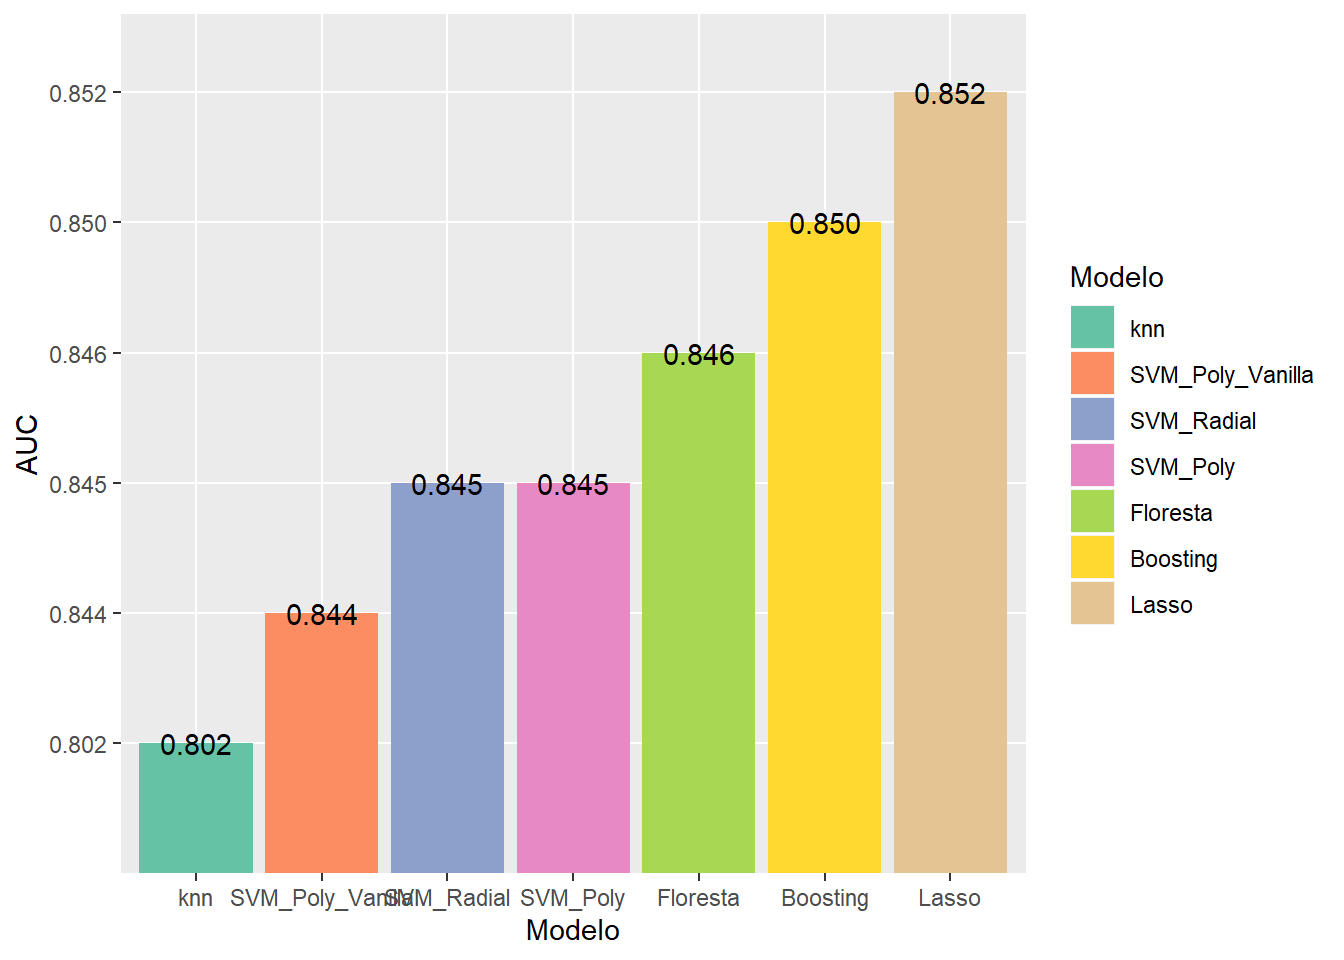 0.852
0.850
0.846
0.845
0.844
0.802
AUC
0.802
0.844
0.845
0.845
0.846
0.850
0.852
knn
SVM_Poly_Vanilla
SVM_Radial
SVM_Poly
Floresta
Boosting
Lasso
Modelo
Modelo
knn
SVM_Poly_Vanilla
SVM_Radial
SVM_Poly
Floresta
Boosting
Lasso